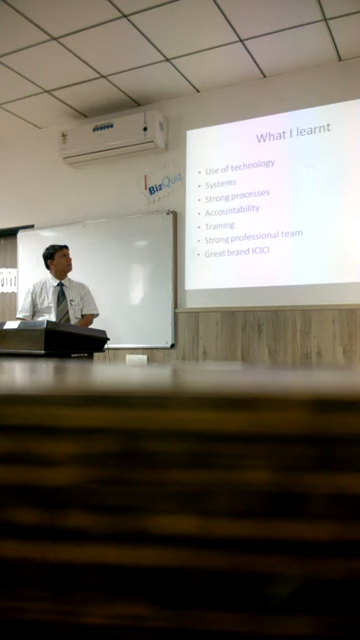 What I learnt
• Use of technology
• Systems
• Strong processes
• Accountability
• Training
• Strong professional team
• Great brand ICICI
BizQuiz